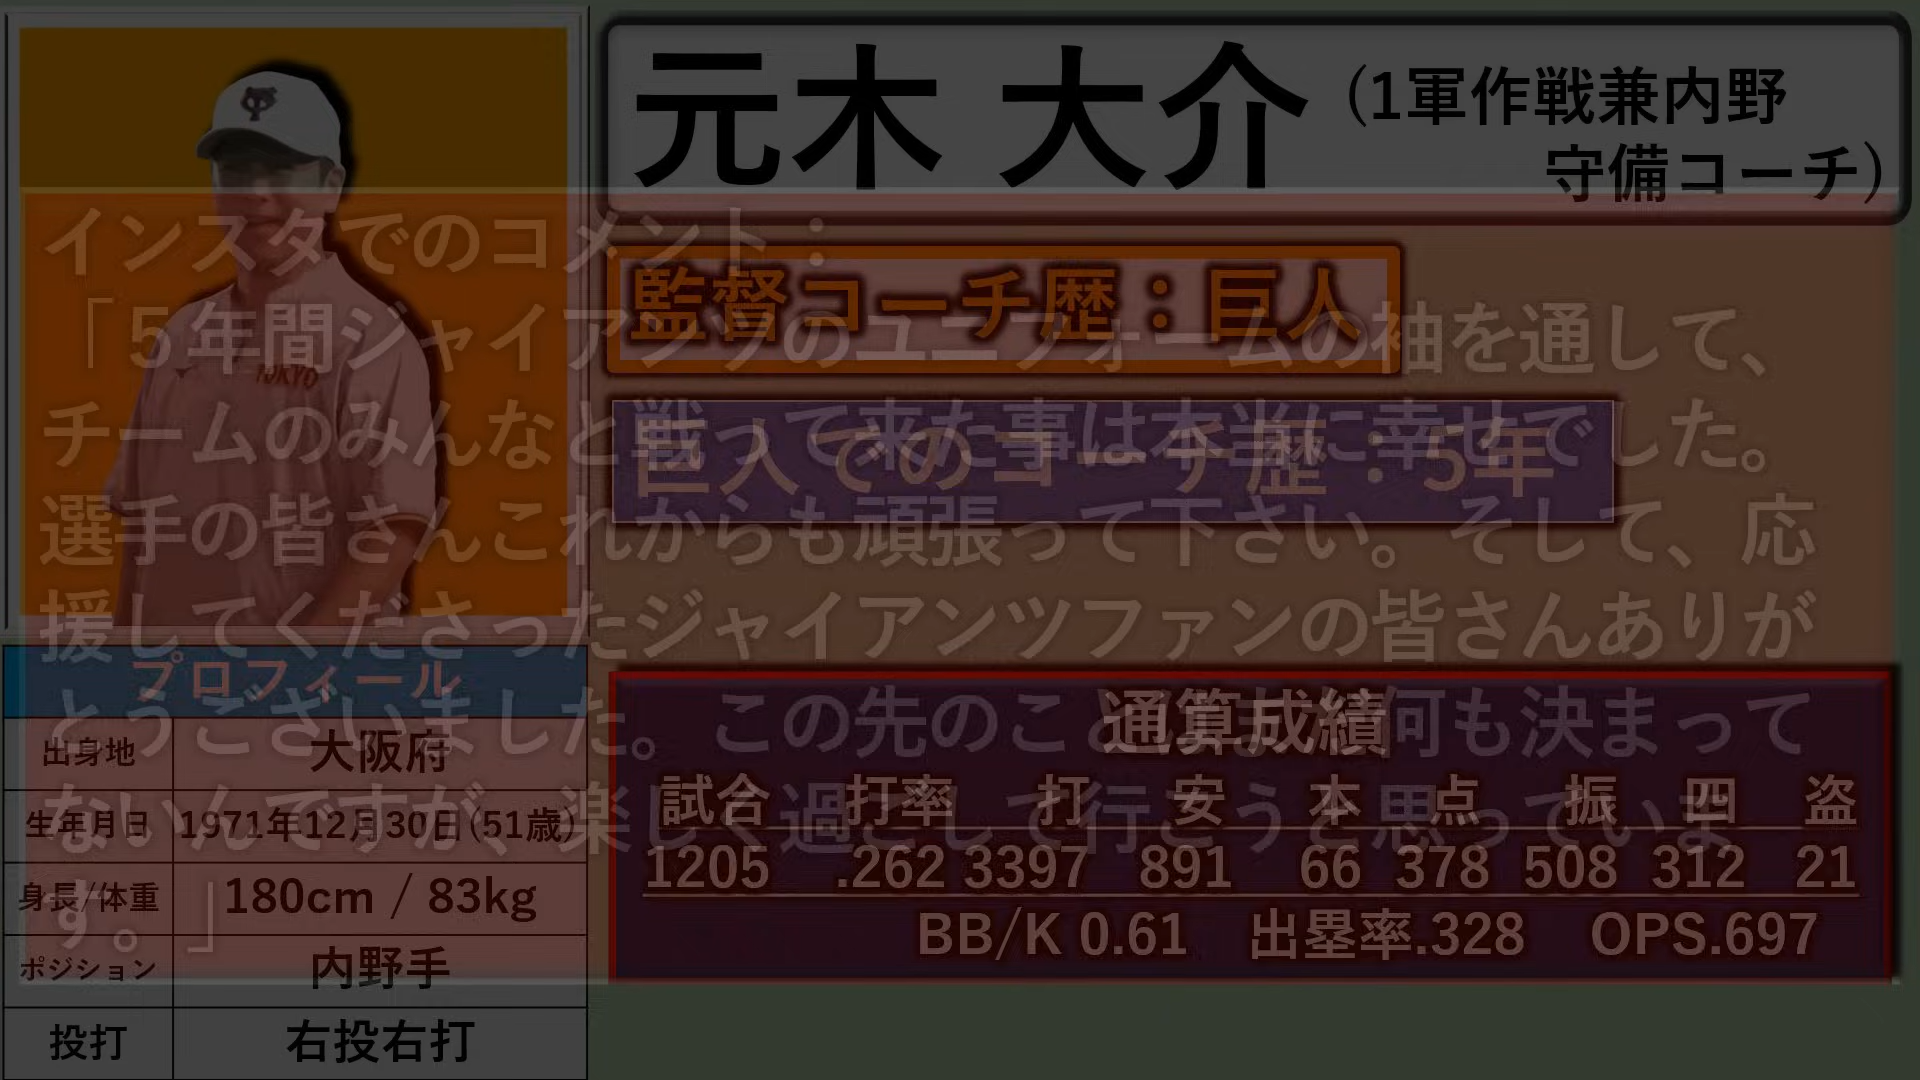 元木 大介 (1軍作戦兼内野
守備コーチ)
監督コーチ歴：巨人
巨人でのコーチ歴：5年
インスタでのコメント：
「５年間ジャイアンツのユニフォームの袖を通して、
チームのみんなと戦って来た事は本当に幸せでした。
選手の皆さんこれからも頑張って下さい。そして、応
援してくださったジャイアンツファンの皆さんありが
とうございました。この先のことは何も決まって
ないんですが、楽しく過ごして行こうと思っていま
す。」
TOKYO
プロフィール
出身地 大阪府
生年月日 1971年12月30日(51歳)
身長/体重 180cm / 83kg
ポジション 内野手
投打 右投右打
通算成績
試合 打率 打 安 本 点 振 四 盗
1205 .262 3397 891 66 378 508 312 21
BB/K 0.61 出塁率.328 OPS.697